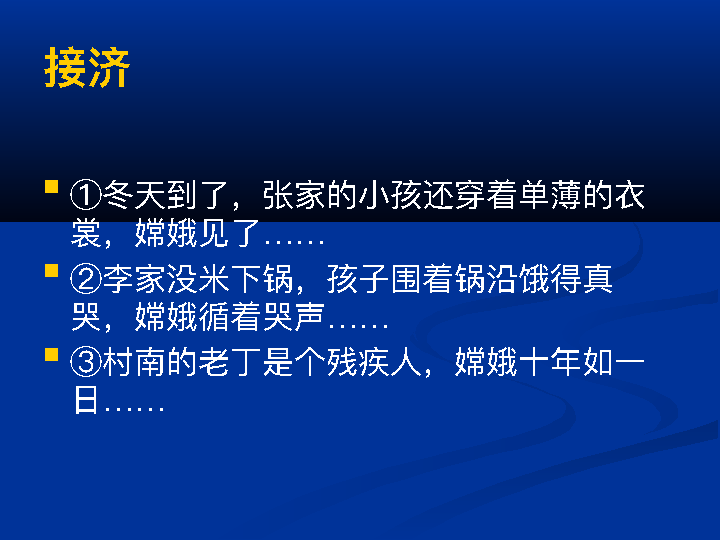 接济
①冬天到了，张家的小孩还穿着单薄的衣
裳，嫦娥见了……
②李家没米下锅，孩子围着锅沿饿得真
哭，嫦娥循着哭声……
③村南的老丁是个残疾人，嫦娥十年如一
日……